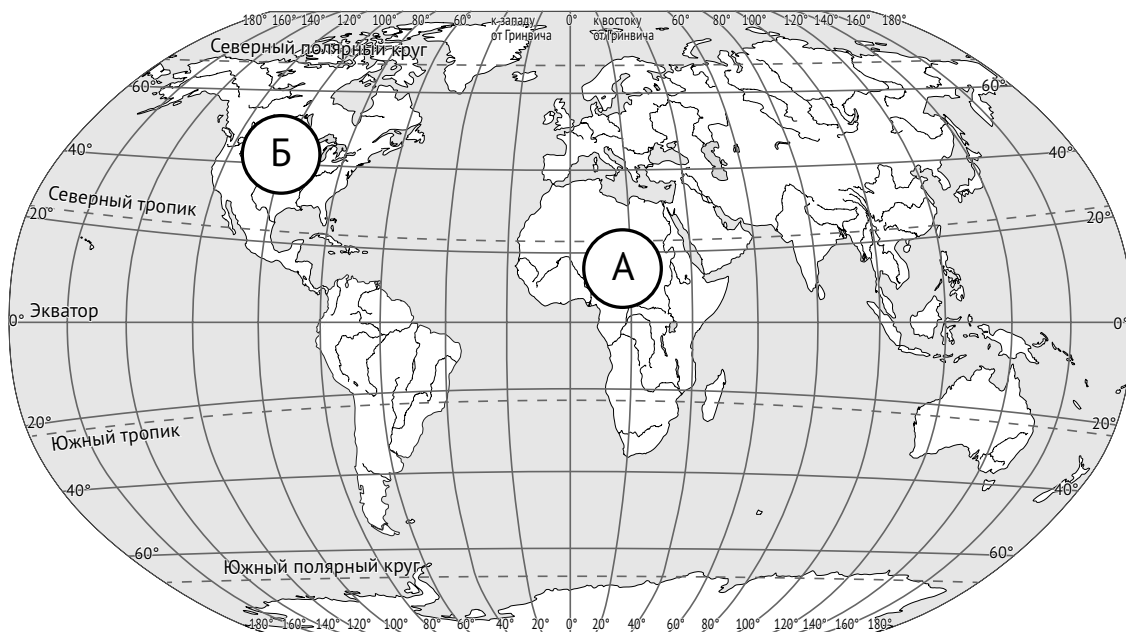 180° 160° 140° 120° 100° 80° 60° к западу от Гринвича 0° к востоку от Гринвича 60° 80° 100° 120° 140° 160° 180°
Северный полярный круг
60° 60°
Б
40° 40°
Северный тропик
20° 20°
А
Экватор
0° 0°
20° 20°
Южный тропик
40° 40°
60° 60°
Южный полярный круг
180° 160° 140° 120° 100° 80° 60° 40° 20° 0° 20° 40° 60° 80° 100° 120° 140° 160° 180°